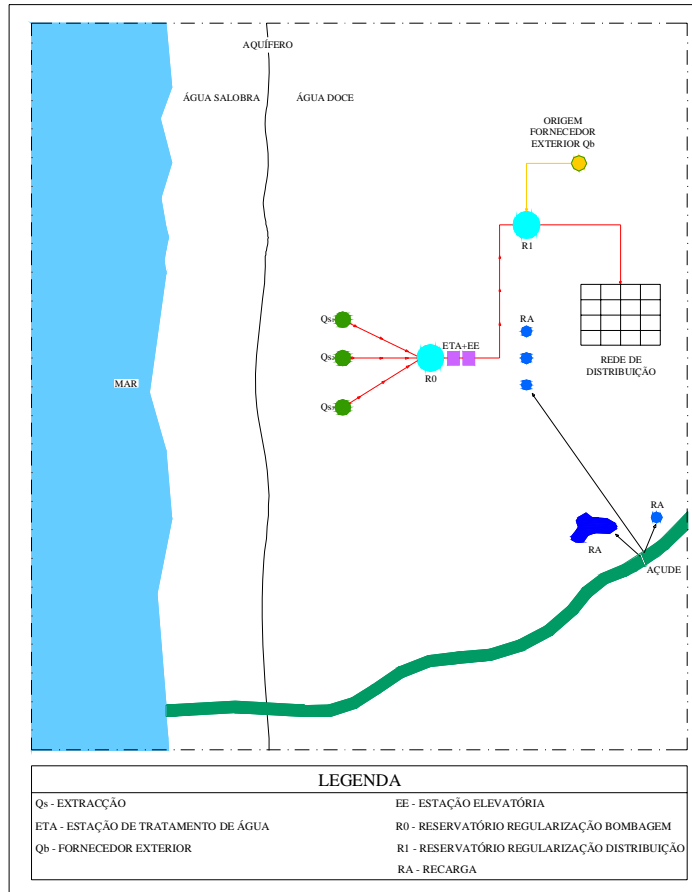 AQUÍFERO
ÁGUA SALOBRA
ÁGUA DOCE
ORIGEM
FORNECEDOR
EXTERIOR Qb
R1
Qs
RA
ETA+EE
Qs
REDE DE
DISTRIBUIÇÃO
R0
MAR
Qs
RA
RA
AÇUDE
LEGENDA
Qs - EXTRACÇÃO
EE - ESTAÇÃO ELEVATÓRIA
ETA - ESTAÇÃO DE TRATAMENTO DE ÁGUA
R0 - RESERVATÓRIO REGULARIZAÇÃO BOMBAGEM
Qb - FORNECEDOR EXTERIOR
R1 - RESERVATÓRIO REGULARIZAÇÃO DISTRIBUIÇÃO
RA - RECARGA